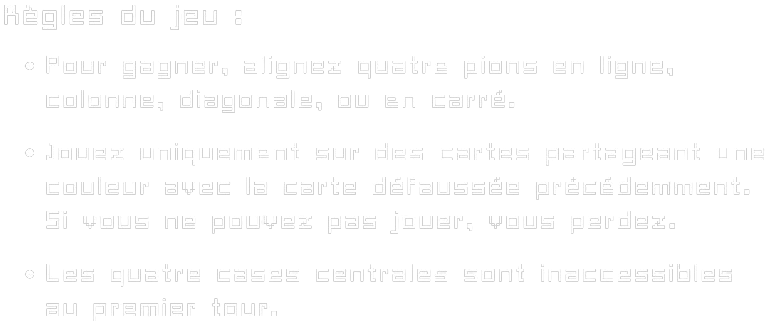 Règles du jeu :
• Pour gagner, alignez quatre pions en ligne,
colonne, diagonale, ou en carré.
• Jouez uniquement sur des cartes partageant une
couleur avec la carte défaussée précédemment.
Si vous ne pouvez pas jouer, vous perdez.
• Les quatre cases centrales sont inaccessibles
au premier tour.